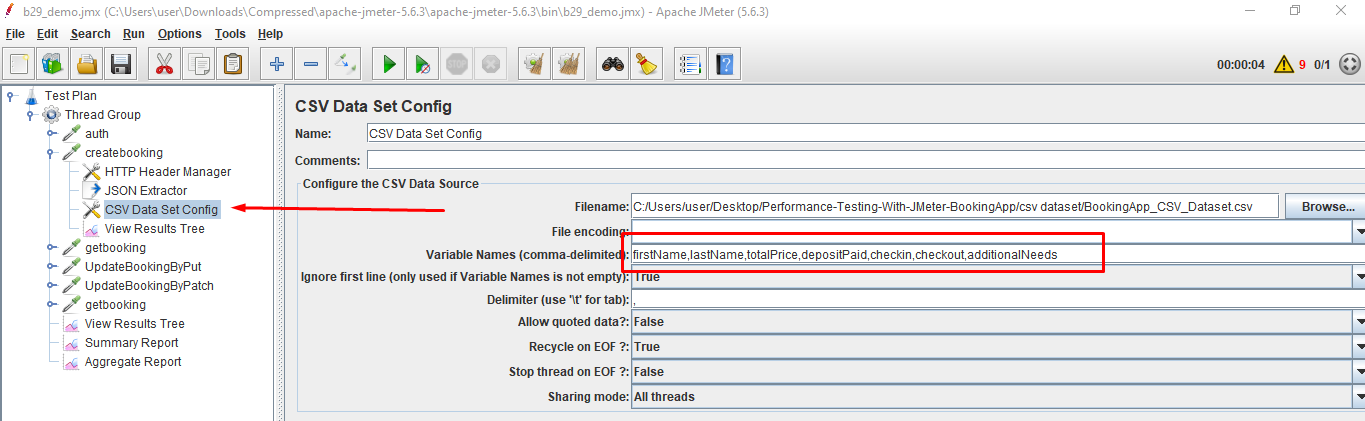 b29_demo.jmx (C:\Users\user\Downloads\Compressed\apache-jmeter-5.6.3\apache-jmeter-5.6.3\bin\b29_demo.jmx) - Apache JMeter (5.6.3)
File Edit Search Run Options Tools Help
STOP 00:00:04 9 0/1
Test Plan
Thread Group
auth
createbooking
HTTP Header Manager
JSON Extractor
CSV Data Set Config
View Results Tree
getbooking
UpdateBookingByPut
UpdateBookingByPatch
getbooking
View Results Tree
Summary Report
Aggregate Report
CSV Data Set Config
Name: CSV Data Set Config
Comments:
Configure the CSV Data Source
Filename: C:/Users/user/Desktop/Performance-Testing-With-JMeter-BookingApp/csv dataset/BookingApp_CSV_Dataset.csv Browse...
File encoding:
Variable Names (comma-delimited): firstName,lastName,totalPrice,depositPaid,checkin,checkout,additionalNeeds
Ignore first line (only used if Variable Names is not empty): True
Delimiter (use '\t' for tab): ,
Allow quoted data?: False
Recycle on EOF ?: True
Stop thread on EOF ?: False
Sharing mode: All threads